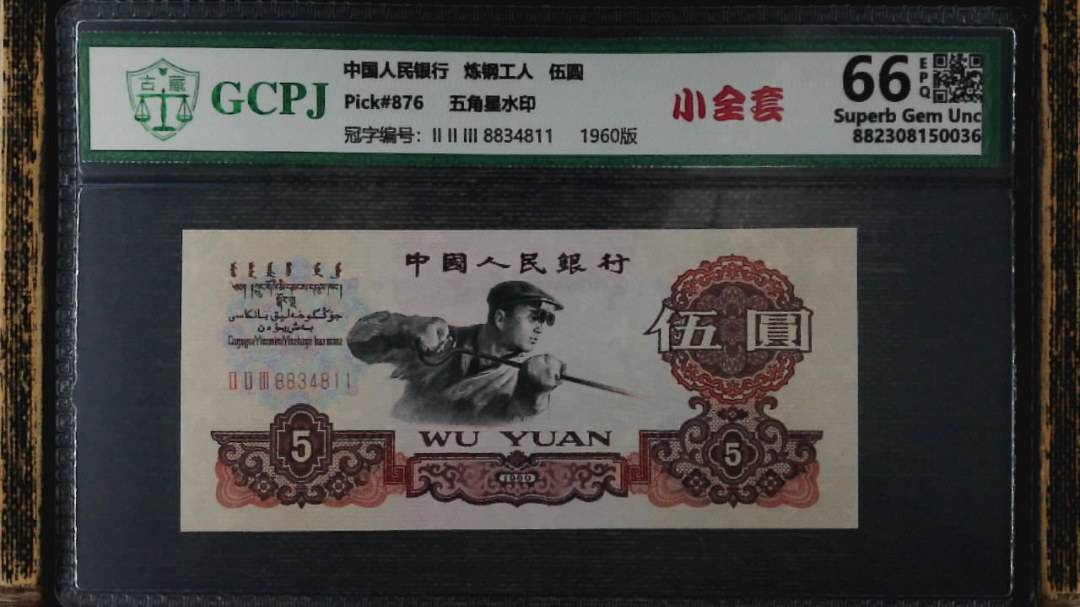 古藏
GCPJ
中国人民银行 炼钢工人 伍圆
Pick#876 五角星水印
冠字编号：II II III 8834811 1960版
小全套
66 EPQ
Superb Gem Unc
882308150036
中國人民銀行
伍圓
II II III 8834811
5 WU YUAN 5
1960